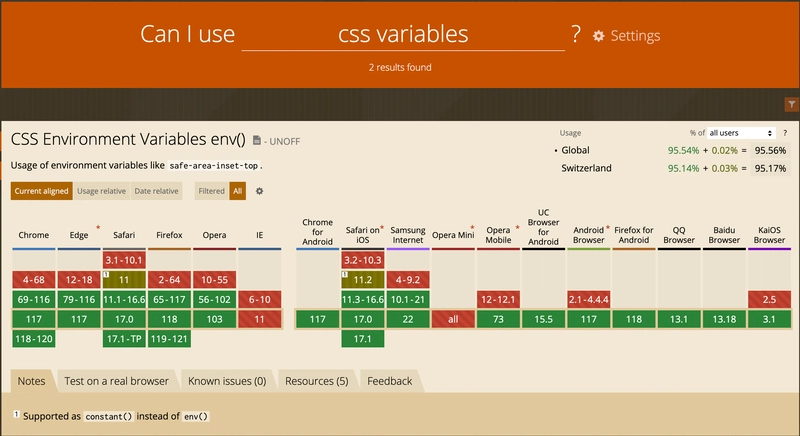 Can I use css variables ? Settings
2 results found
CSS Environment Variables env() - UNOFF
Usage of environment variables like safe-area-inset-top.
Usage % of all users ?
Global 95.54% + 0.02% = 95.56%
Switzerland 95.14% + 0.03% = 95.17%
Current aligned Usage relative Date relative Filtered All
Chrome Edge * Safari Firefox Opera IE Chrome for Android Safari on iOS * Samsung Internet Opera Mini * Opera Mobile * UC Browser for Android Android Browser * Firefox for Android QQ Browser Baidu Browser KaiOS Browser
3.1-10.1 3.2-10.3
4-68 12-18 1 11 2-64 10-55 1 11.2 4-9.2
69-116 79-116 11.1-16.6 65-117 56-102 6-10 11.3-16.6 10.1-21 12-12.1 2.1-4.4.4 2.5
117 117 17.0 118 103 11 117 17.0 22 all 73 15.5 117 118 13.1 13.18 3.1
118-120 17.1-TP 119-121 17.1
Notes Test on a real browser Known issues (0) Resources (5) Feedback
1 Supported as constant() instead of env()